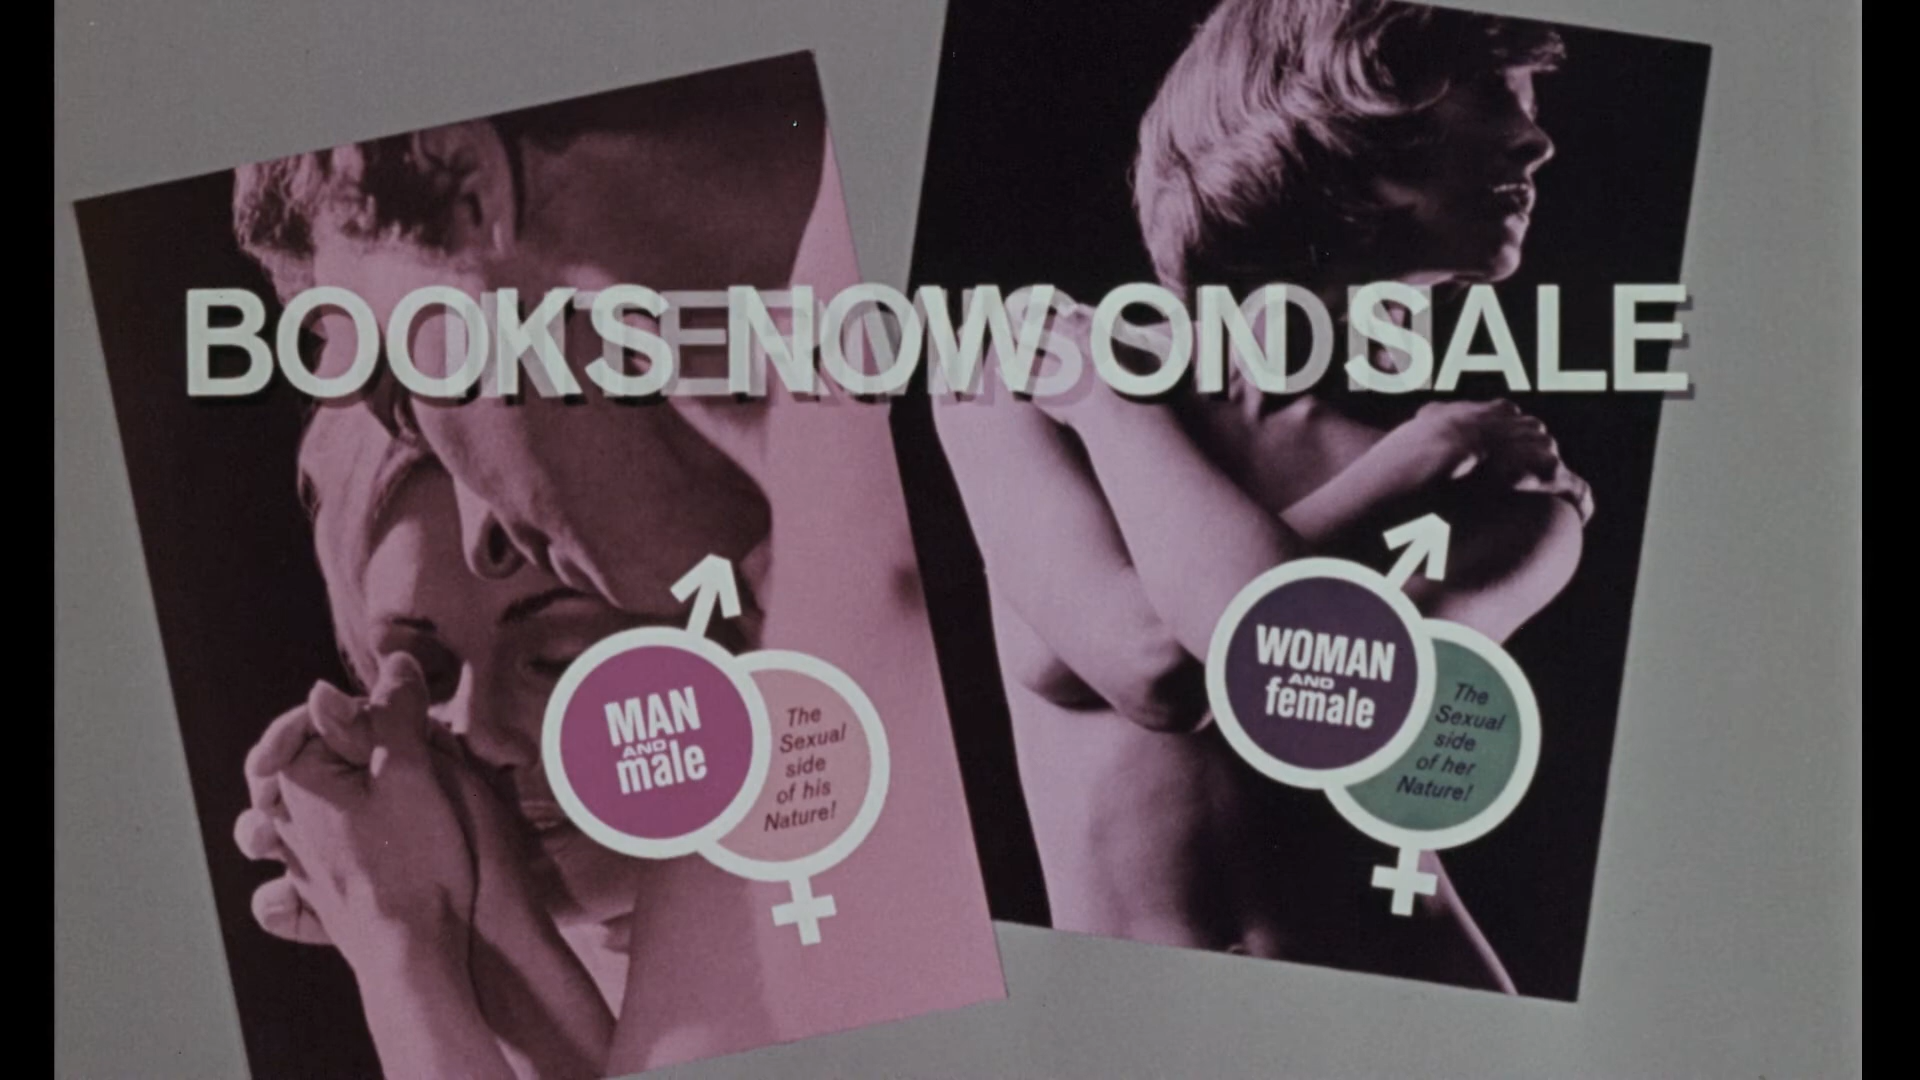 BOOKS NOW ON SALE
INTERMISSION
MAN
AND
male
The
Sexual
side
of his
Nature!
WOMAN
AND
female
The
Sexual
side
of her
Nature!